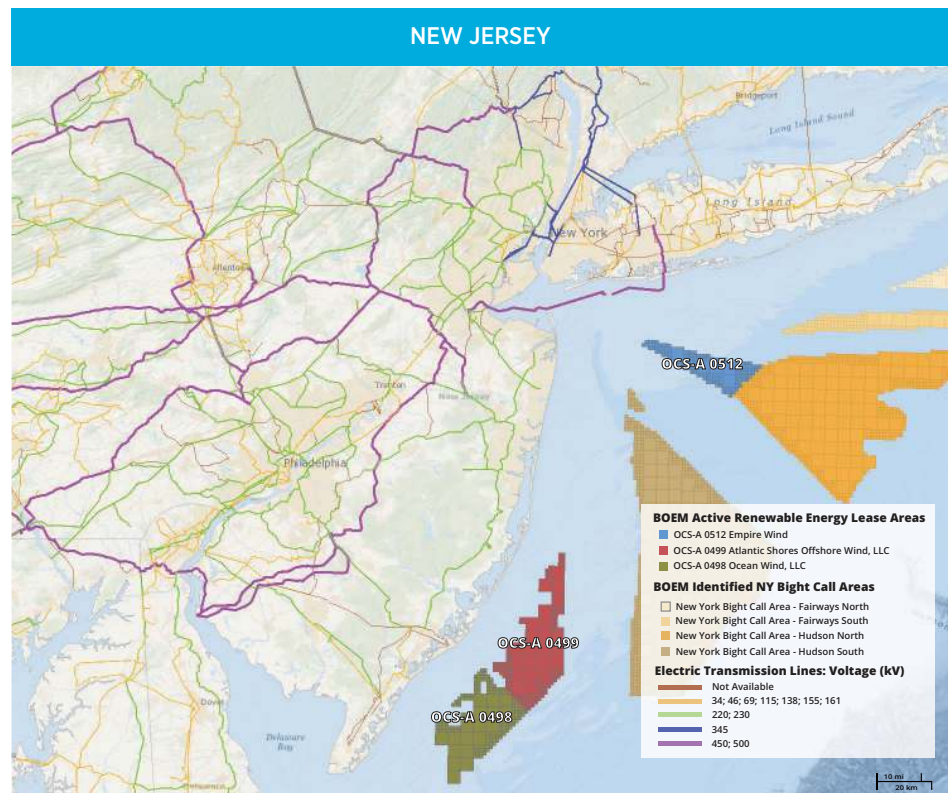 NEW JERSEY
Bridgeport
Long Island Sound
Long Island
New York
OCS-A 0512
Trenton
New Jersey
Philadelphia
BOEM Active Renewable Energy Lease Areas
OCS-A 0512 Empire Wind
OCS-A 0499 Atlantic Shores Offshore Wind, LLC
OCS-A 0498 Ocean Wind, LLC
BOEM Identified NY Bight Call Areas
New York Bight Call Area - Fairways North
New York Bight Call Area - Fairways South
New York Bight Call Area - Hudson North
New York Bight Call Area - Hudson South
Electric Transmission Lines: Voltage (kV)
Not Available
34; 46; 69; 115; 138; 155; 161
220; 230
345
450; 500
OCS-A 0499
OCS-A 0498
Dover
Delaware
Bay
10 mi
20 km